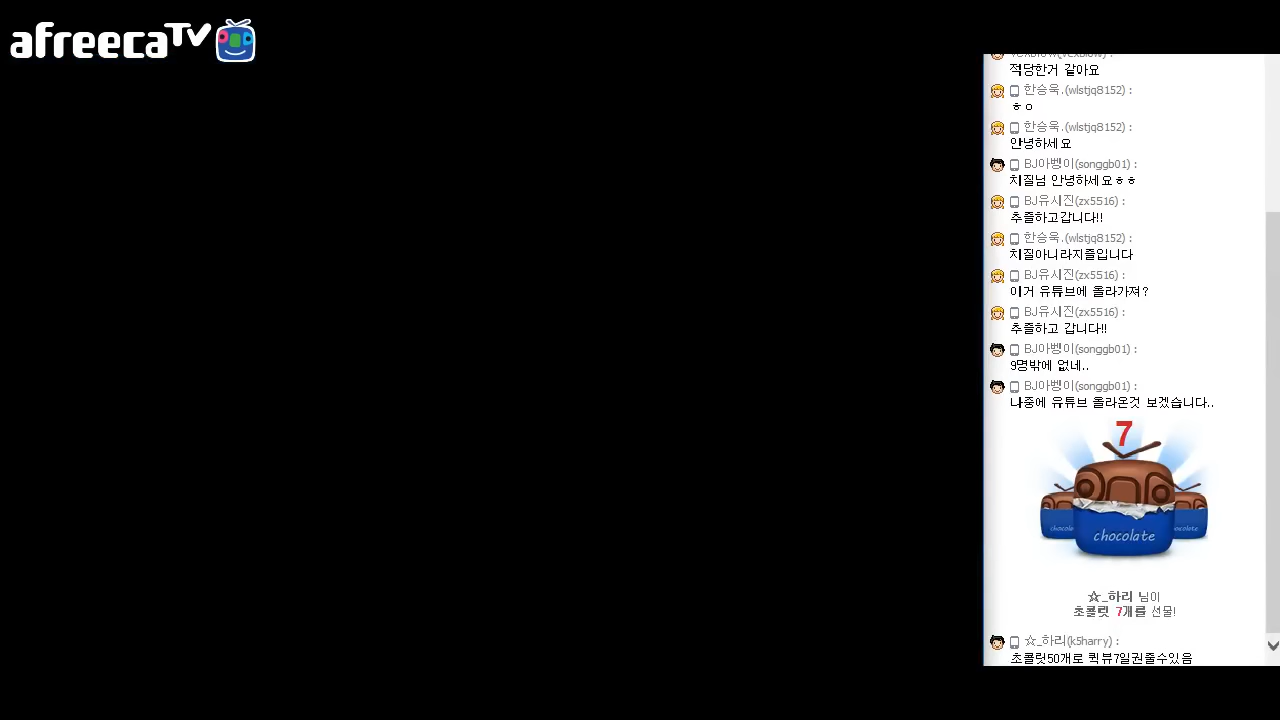 afreecaTV
적당한거 같아요
한승욱.(wlstjq8152) :
ㅎㅇ
한승욱.(wlstjq8152) :
안녕하세요
BJ아벵이(songgb01) :
치질님 안녕하세요ㅎㅎ
BJ유시진(zx5516) :
추즐하고갑니다!!
한승욱.(wlstjq8152) :
치질아니라지즐입니다
BJ유시진(zx5516) :
이거 유튜브에 올라가져?
BJ유시진(zx5516) :
추즐하고 갑니다!!
BJ아벵이(songgb01) :
9명밖에 없네..
BJ아벵이(songgb01) :
나중에 유튜브 올라온것 보겠습니다..
7
chocolate
☆_하리 님이
초콜릿 7개를 선물!
☆_하리(k5harry) :
초콜릿50개로 퀵뷰7일권줄수있음